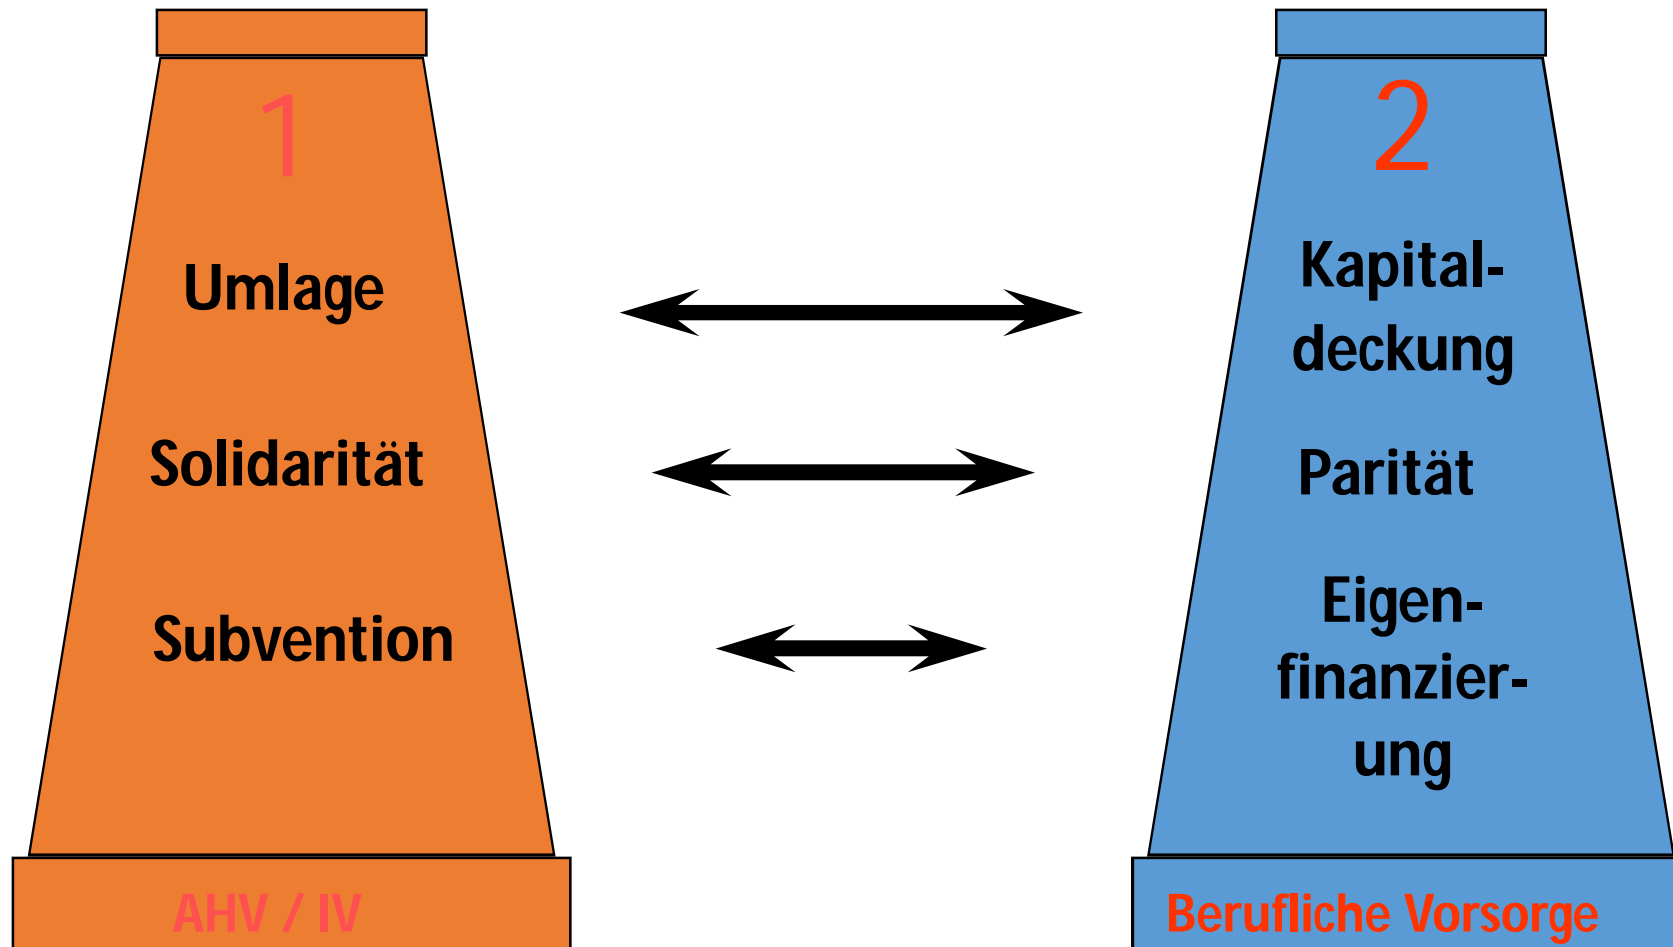 1
Umlage
Solidarität
Subvention
AHV / IV
2
Kapital-
deckung
Parität
Eigen-
finanzier-
ung
Berufliche Vorsorge